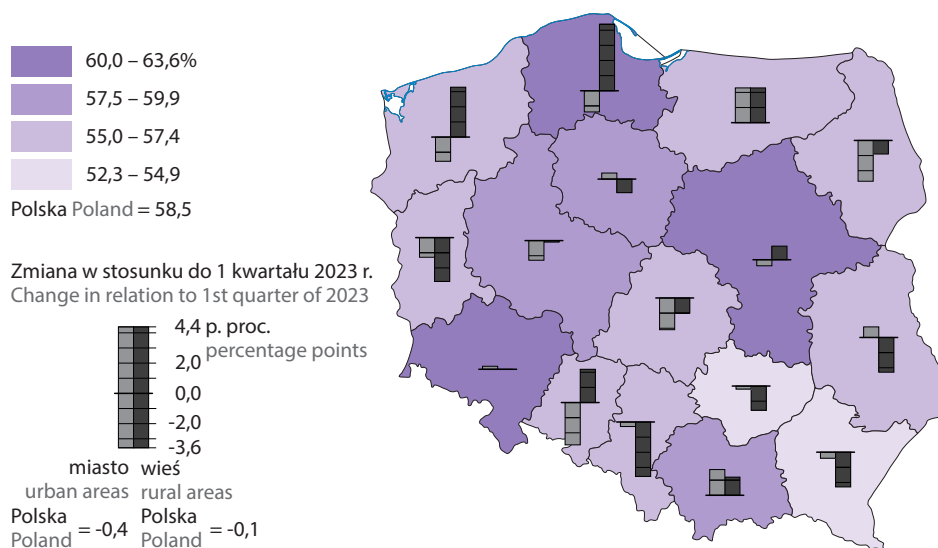 60,0 – 63,6%
57,5 – 59,9
55,0 – 57,4
52,3 – 54,9
Polska Poland = 58,5
Zmiana w stosunku do 1 kwartału 2023 r.
Change in relation to 1st quarter of 2023
4,4 p. proc.
percentage points
2,0
0,0
-2,0
-3,6
miasto wieś
urban areas rural areas
Polska Polska
Poland = -0,4 Poland = -0,1